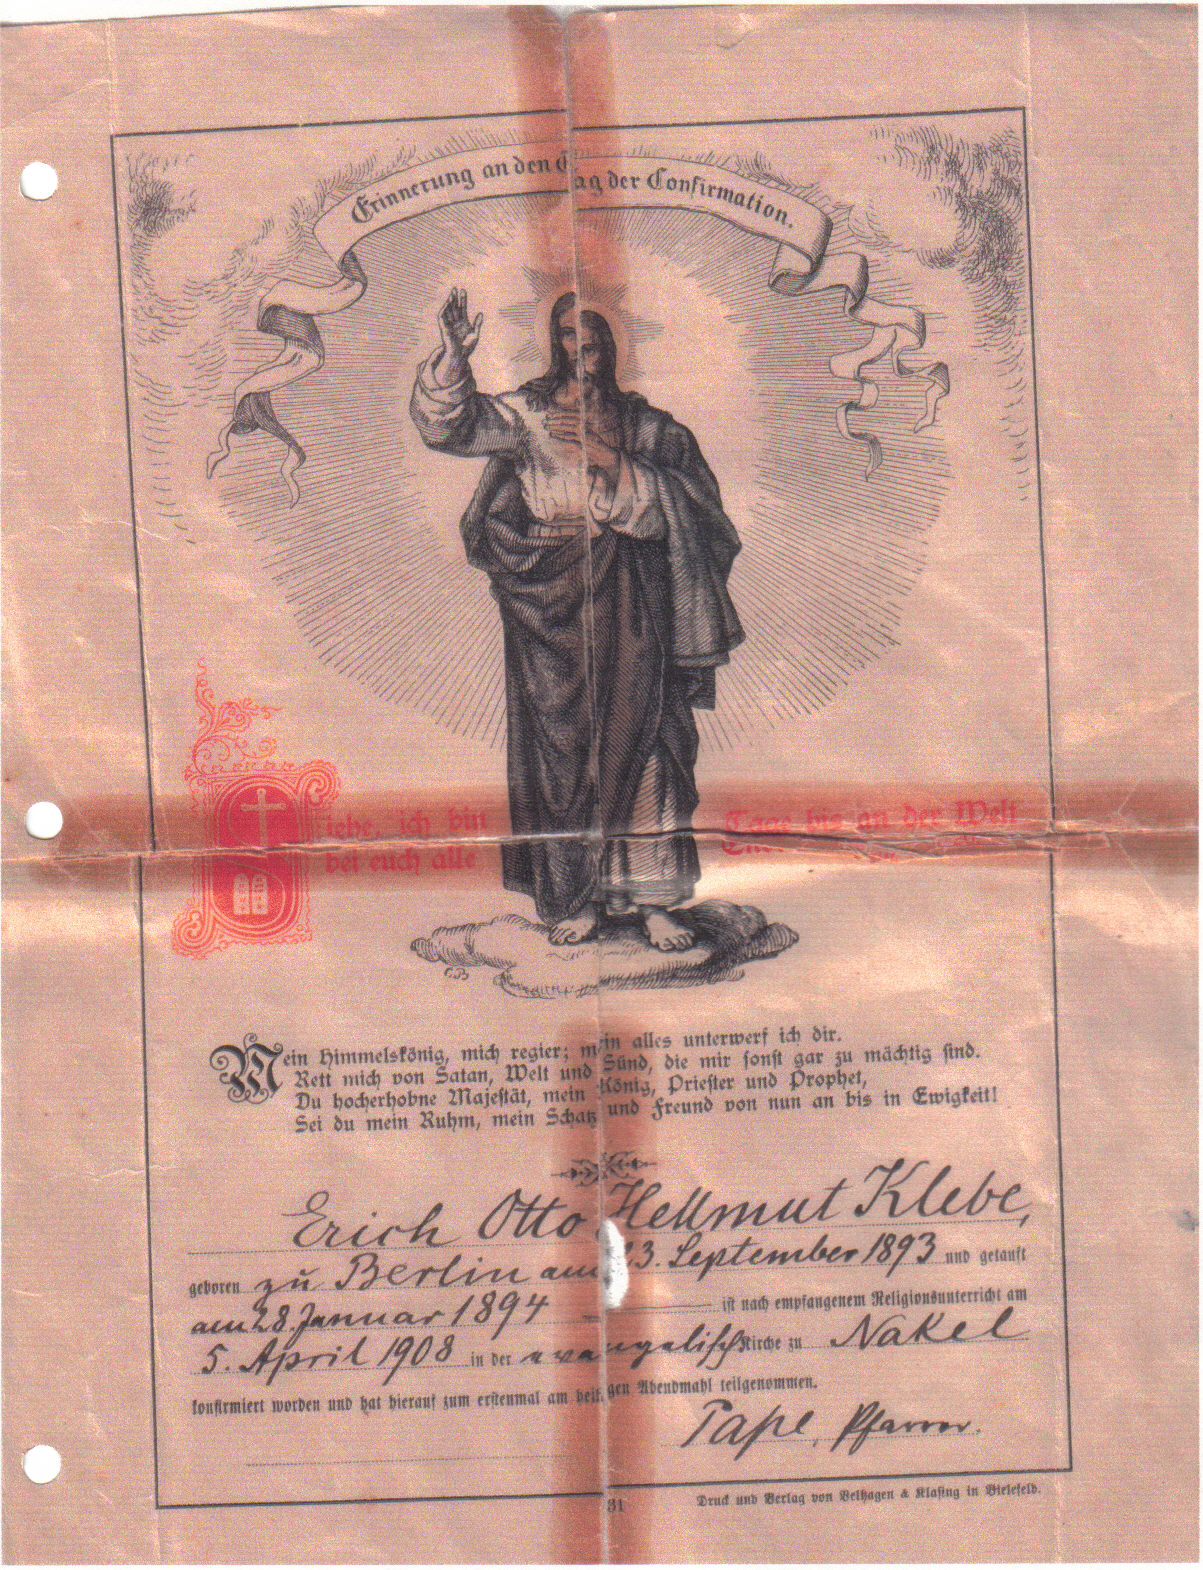 Erinnerung an den Tag der Confirmation.
Siehe, ich bin
bei euch alle
Tage bis an der Welt
Mein Himmelskönig, mich regier; mein alles unterwerf ich dir.
Rett mich von Satan, Welt und Sünd, die mir sonst gar zu mächtig sind.
Du hocherhobne Majestät, mein König, Priester und Prophet,
Sei du mein Ruhm, mein Schatz und Freund von nun an bis in Ewigkeit!
Erich Otto Hellmut Klebe,
geboren zu Berlin am 3. September 1893 und getauft
am 28. Januar 1894 ist nach empfangenem Religionsunterricht am
5. April 1908 in der evangelisch Kirche zu Nakel
konfirmiert worden und hat hierauf zum erstenmal am heiligen Abendmahl teilgenommen.
Pape, Pfarrer.
31
Druck und Verlag von Velhagen & Klasing in Bielefeld.